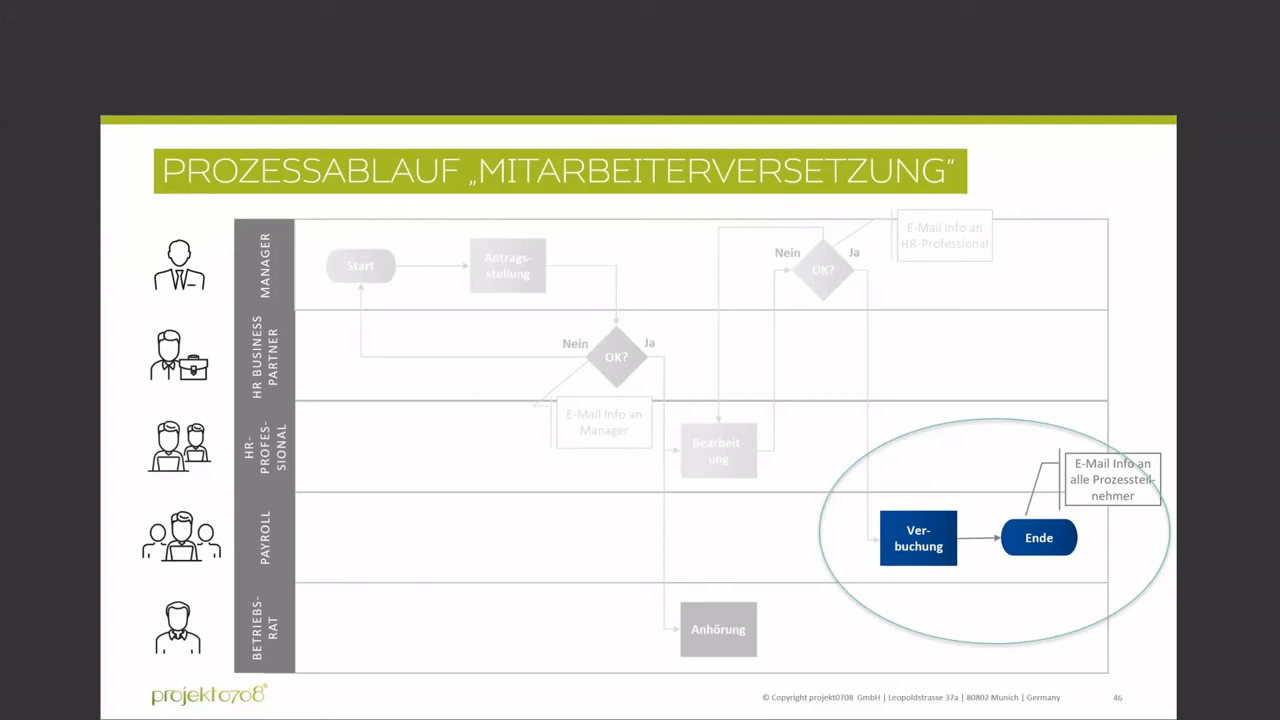 PROZESSABLAUF „MITARBEITERVERSETZUNG“
MANAGER
Start
Antrags-
stellung
Nein
OK?
Ja
E-Mail Info an
HR-Professional
HR BUSINESS
PARTNER
Nein
OK?
Ja
E-Mail Info an
Manager
HR-
PROFES-
SIONAL
Bearbeit-
ung
E-Mail Info an
alle Prozessteil-
nehmer
PAYROLL
Ver-
buchung
Ende
BETRIEBS-
RAT
Anhörung
projekt0708®
© Copyright projekt0708 GmbH | Leopoldstrasse 37a | 80802 Munich | Germany
46